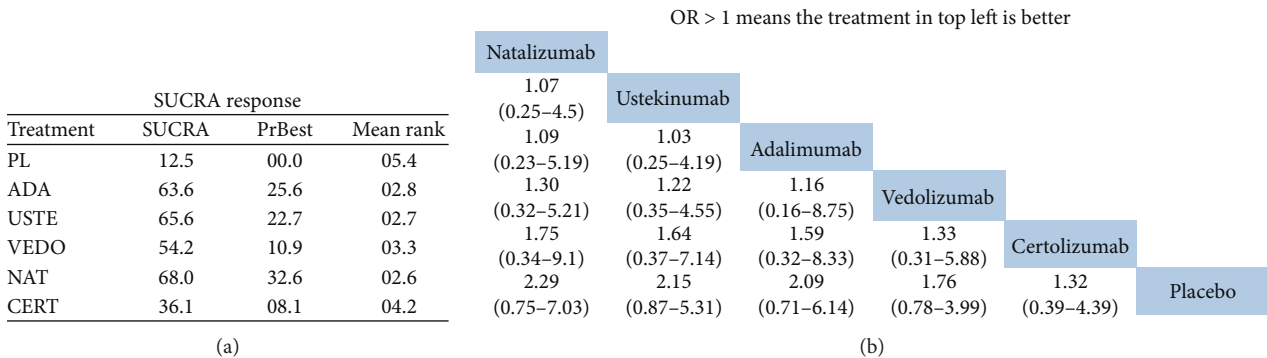 SUCRA response
Treatment SUCRA PrBest Mean rank
PL 12.5 00.0 05.4
ADA 63.6 25.6 02.8
USTE 65.6 22.7 02.7
VEDO 54.2 10.9 03.3
NAT 68.0 32.6 02.6
CERT 36.1 08.1 04.2
(a)
OR > 1 means the treatment in top left is better
Natalizumab
1.07
(0.25–4.5)
Ustekinumab
1.09 1.03
(0.23–5.19) (0.25–4.19)
Adalimumab
1.30 1.22 1.16
(0.32–5.21) (0.35–4.55) (0.16–8.75)
Vedolizumab
1.75 1.64 1.59 1.33
(0.34–9.1) (0.37–7.14) (0.32–8.33) (0.31–5.88)
Certolizumab
2.29 2.15 2.09 1.76 1.32
(0.75–7.03) (0.87–5.31) (0.71–6.14) (0.78–3.99) (0.39–4.39)
Placebo
(b)